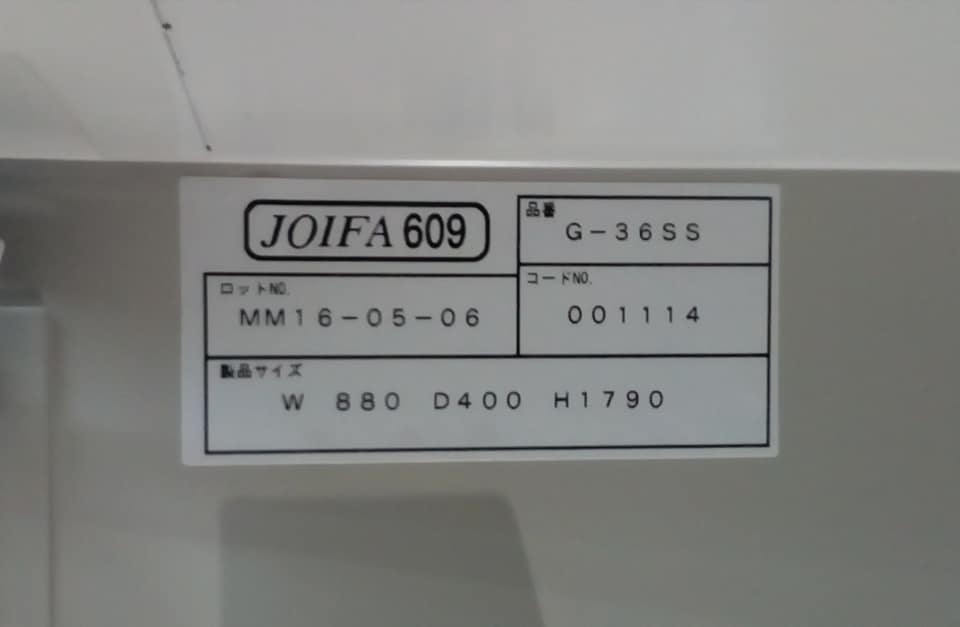 JOIFA 609
品番
G-36SS
ロットNO.
MM16-05-06
コードNO.
001114
製品サイズ
W 880 D400 H1790